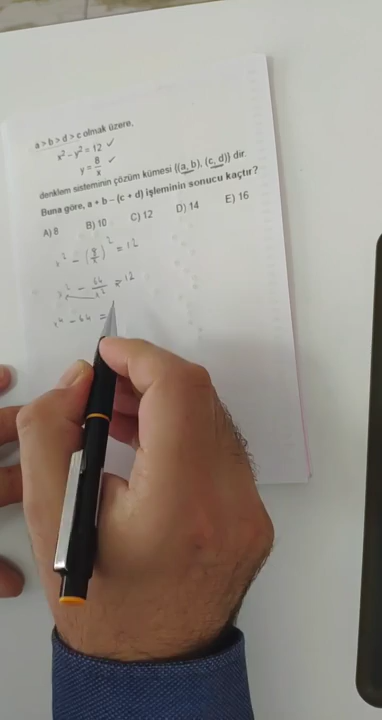 a > b > d > c olmak üzere,
x² – y² = 12 ✓
y = 8/x ✓
denklem sisteminin çözüm kümesi {(a, b), (c, d)} dir.
Buna göre, a + b – (c + d) işleminin sonucu kaçtır?
A) 8 B) 10 C) 12 D) 14 E) 16
x² – (8/x)² = 12
x² – 64/x² = 12
x⁴ – 64 =